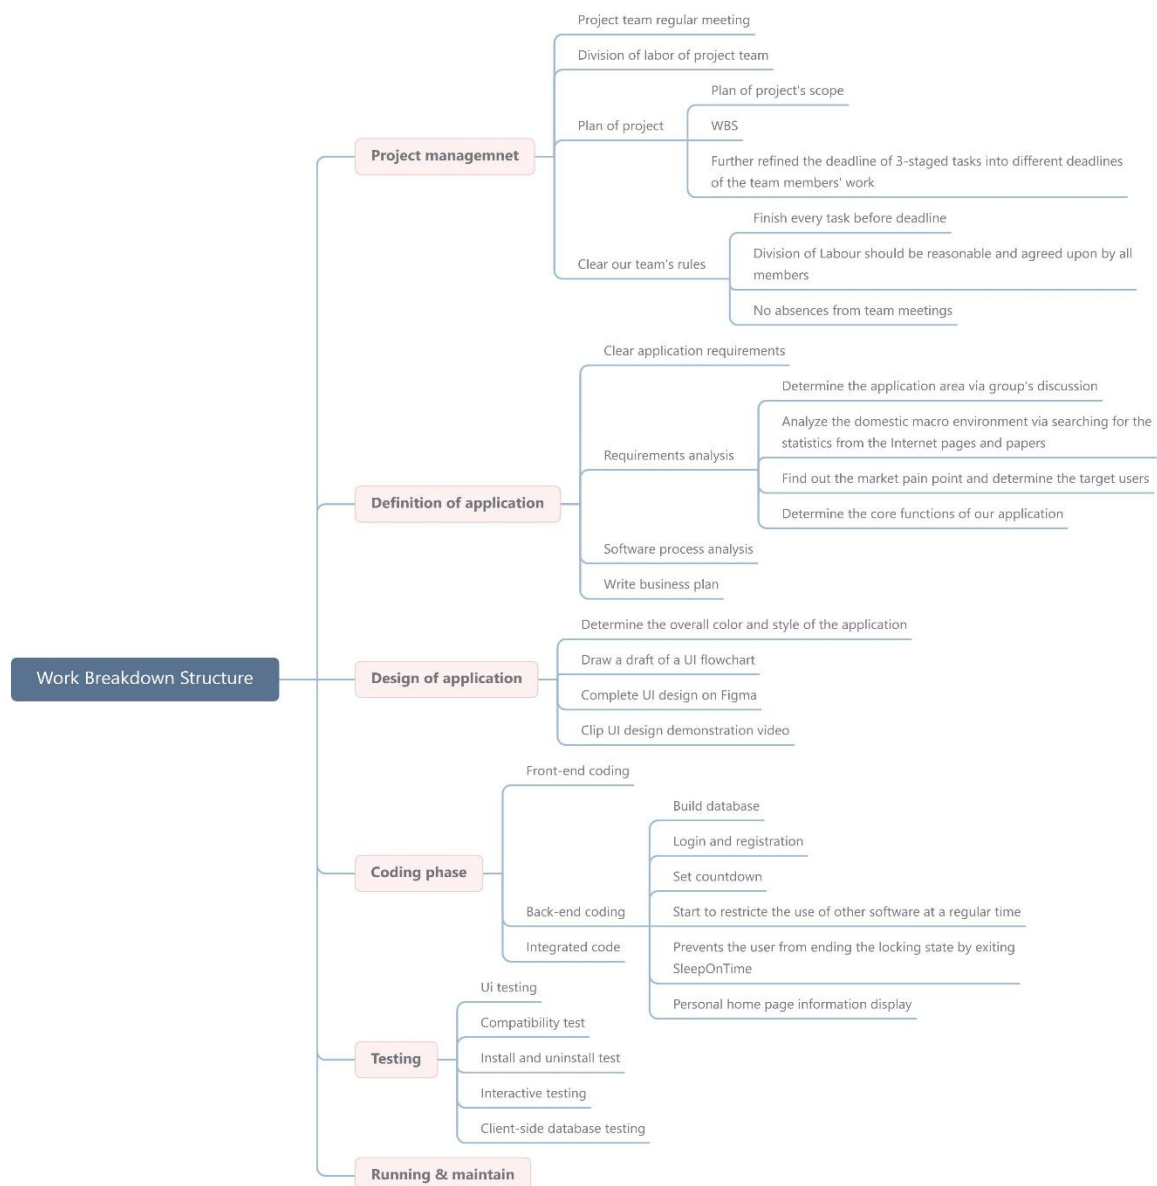 Work Breakdown Structure
Project managemnet
Project team regular meeting
Division of labor of project team
Plan of project
Plan of project's scope
WBS
Further refined the deadline of 3-staged tasks into different deadlines
of the team members' work
Clear our team's rules
Finish every task before deadline
Division of Labour should be reasonable and agreed upon by all
members
No absences from team meetings
Definition of application
Clear application requirements
Requirements analysis
Determine the application area via group's discussion
Analyze the domestic macro environment via searching for the
statistics from the Internet pages and papers
Find out the market pain point and determine the target users
Determine the core functions of our application
Software process analysis
Write business plan
Design of application
Determine the overall color and style of the application
Draw a draft of a UI flowchart
Complete UI design on Figma
Clip UI design demonstration video
Coding phase
Front-end coding
Back-end coding
Build database
Login and registration
Set countdown
Start to restricte the use of other software at a regular time
Prevents the user from ending the locking state by exiting
SleepOnTime
Personal home page information display
Integrated code
Testing
Ui testing
Compatibility test
Install and uninstall test
Interactive testing
Client-side database testing
Running & maintain